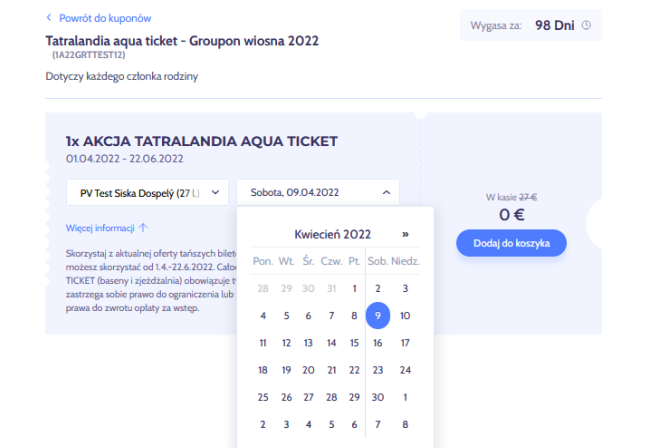 Powrót do kuponów
Wygasa za: 98 Dni
Tatralandia aqua ticket - Groupon wiosna 2022
(1A22GRTTEST12)
Dotyczy każdego członka rodziny
1x AKCJA TATRALANDIA AQUA TICKET
01.04.2022 - 22.06.2022
PV Test Siska Dospelý (27 L)
Sobota, 09.04.2022
W kasie 27 €
0 €
Dodaj do koszyka
Więcej informacji
Skorzystaj z aktualnej oferty tańszych
możesz skorzystać od 1.4.-22.6.2022.
TICKET (baseny i zjeżdżalnia) obowiązuje
zastrzega sobie prawo do ograniczenia lub
prawa do zwrotu opłaty za wstęp.
Kwiecień 2022 »
Pon. Wt. Śr. Czw. Pt. Sob. Niedz.
28 29 30 31 1 2 3
4 5 6 7 8 9 10
11 12 13 14 15 16 17
18 19 20 21 22 23 24
25 26 27 28 29 30 1
2 3 4 5 6 7 8